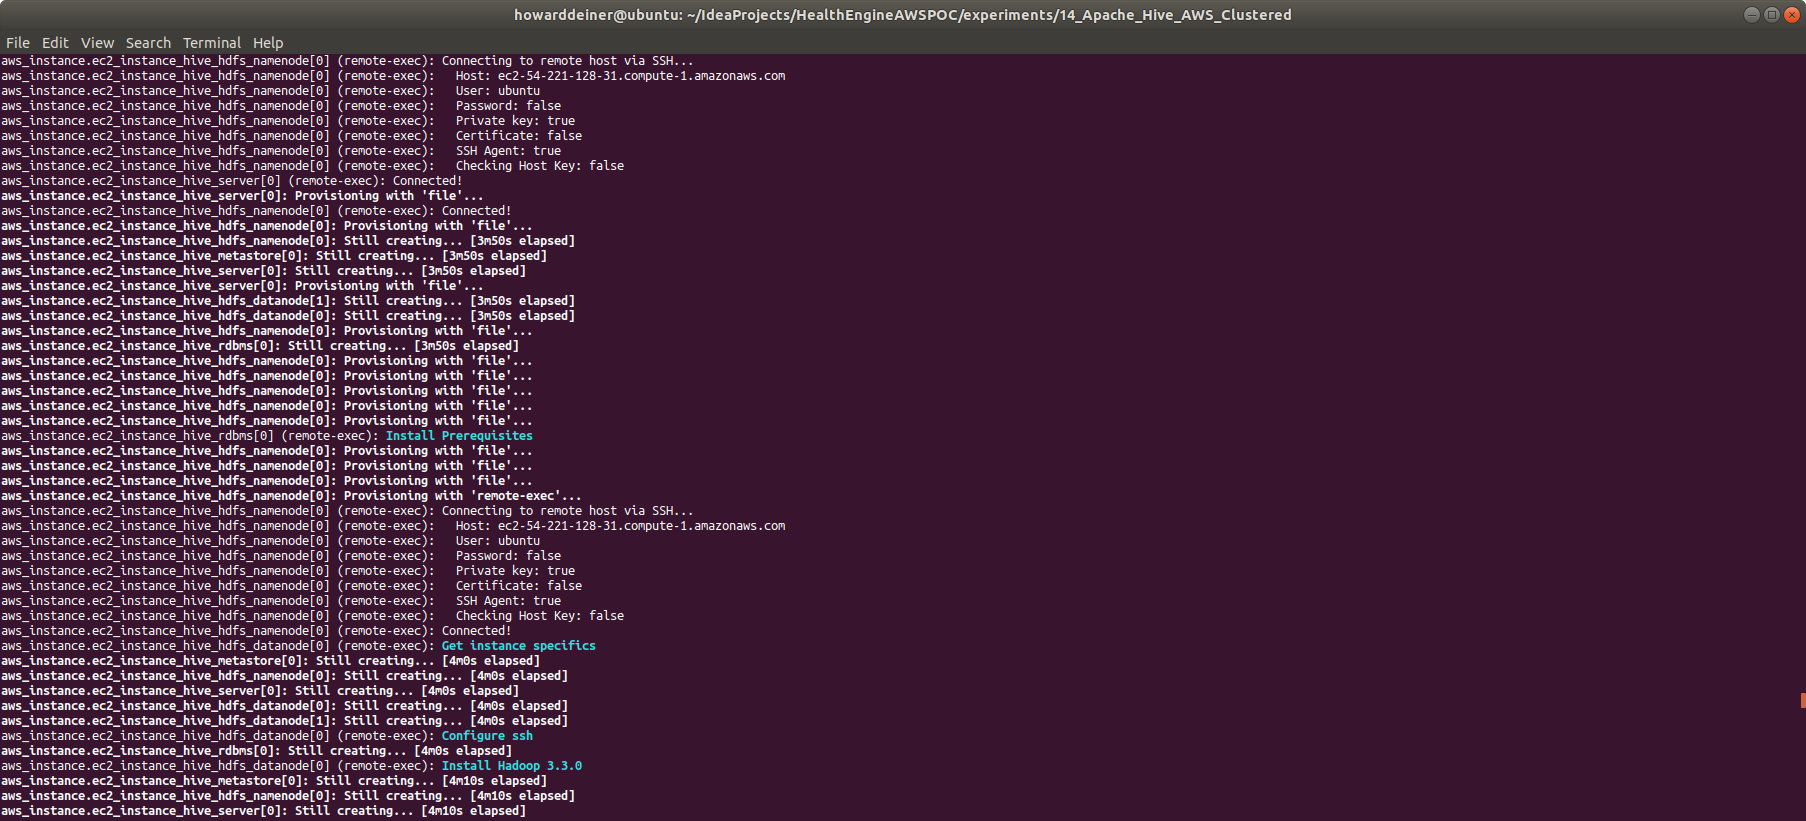 howarddeiner@ubuntu: ~/IdeaProjects/HealthEngineAWSPOC/experiments/14_Apache_Hive_AWS_Clustered
File Edit View Search Terminal Help
aws_instance.ec2_instance_hive_hdfs_namenode[0] (remote-exec): Connecting to remote host via SSH...
aws_instance.ec2_instance_hive_hdfs_namenode[0] (remote-exec):   Host: ec2-54-221-128-31.compute-1.amazonaws.com
aws_instance.ec2_instance_hive_hdfs_namenode[0] (remote-exec):   User: ubuntu
aws_instance.ec2_instance_hive_hdfs_namenode[0] (remote-exec):   Password: false
aws_instance.ec2_instance_hive_hdfs_namenode[0] (remote-exec):   Private key: true
aws_instance.ec2_instance_hive_hdfs_namenode[0] (remote-exec):   Certificate: false
aws_instance.ec2_instance_hive_hdfs_namenode[0] (remote-exec):   SSH Agent: true
aws_instance.ec2_instance_hive_hdfs_namenode[0] (remote-exec):   Checking Host Key: false
aws_instance.ec2_instance_hive_server[0] (remote-exec): Connected!
aws_instance.ec2_instance_hive_server[0]: Provisioning with 'file'...
aws_instance.ec2_instance_hive_hdfs_namenode[0] (remote-exec): Connected!
aws_instance.ec2_instance_hive_hdfs_namenode[0]: Provisioning with 'file'...
aws_instance.ec2_instance_hive_hdfs_namenode[0]: Still creating... [3m50s elapsed]
aws_instance.ec2_instance_hive_metastore[0]: Still creating... [3m50s elapsed]
aws_instance.ec2_instance_hive_server[0]: Still creating... [3m50s elapsed]
aws_instance.ec2_instance_hive_server[0]: Provisioning with 'file'...
aws_instance.ec2_instance_hive_hdfs_datanode[1]: Still creating... [3m50s elapsed]
aws_instance.ec2_instance_hive_hdfs_datanode[0]: Still creating... [3m50s elapsed]
aws_instance.ec2_instance_hive_hdfs_namenode[0]: Provisioning with 'file'...
aws_instance.ec2_instance_hive_rdbms[0]: Still creating... [3m50s elapsed]
aws_instance.ec2_instance_hive_hdfs_namenode[0]: Provisioning with 'file'...
aws_instance.ec2_instance_hive_hdfs_namenode[0]: Provisioning with 'file'...
aws_instance.ec2_instance_hive_hdfs_namenode[0]: Provisioning with 'file'...
aws_instance.ec2_instance_hive_hdfs_namenode[0]: Provisioning with 'file'...
aws_instance.ec2_instance_hive_hdfs_namenode[0]: Provisioning with 'file'...
aws_instance.ec2_instance_hive_rdbms[0] (remote-exec): Install Prerequisites
aws_instance.ec2_instance_hive_hdfs_namenode[0]: Provisioning with 'file'...
aws_instance.ec2_instance_hive_hdfs_namenode[0]: Provisioning with 'file'...
aws_instance.ec2_instance_hive_hdfs_namenode[0]: Provisioning with 'file'...
aws_instance.ec2_instance_hive_hdfs_namenode[0]: Provisioning with 'remote-exec'...
aws_instance.ec2_instance_hive_hdfs_namenode[0] (remote-exec): Connecting to remote host via SSH...
aws_instance.ec2_instance_hive_hdfs_namenode[0] (remote-exec):   Host: ec2-54-221-128-31.compute-1.amazonaws.com
aws_instance.ec2_instance_hive_hdfs_namenode[0] (remote-exec):   User: ubuntu
aws_instance.ec2_instance_hive_hdfs_namenode[0] (remote-exec):   Password: false
aws_instance.ec2_instance_hive_hdfs_namenode[0] (remote-exec):   Private key: true
aws_instance.ec2_instance_hive_hdfs_namenode[0] (remote-exec):   Certificate: false
aws_instance.ec2_instance_hive_hdfs_namenode[0] (remote-exec):   SSH Agent: true
aws_instance.ec2_instance_hive_hdfs_namenode[0] (remote-exec):   Checking Host Key: false
aws_instance.ec2_instance_hive_hdfs_namenode[0] (remote-exec): Connected!
aws_instance.ec2_instance_hive_hdfs_datanode[0] (remote-exec): Get instance specifics
aws_instance.ec2_instance_hive_metastore[0]: Still creating... [4m0s elapsed]
aws_instance.ec2_instance_hive_hdfs_namenode[0]: Still creating... [4m0s elapsed]
aws_instance.ec2_instance_hive_server[0]: Still creating... [4m0s elapsed]
aws_instance.ec2_instance_hive_hdfs_datanode[0]: Still creating... [4m0s elapsed]
aws_instance.ec2_instance_hive_hdfs_datanode[1]: Still creating... [4m0s elapsed]
aws_instance.ec2_instance_hive_hdfs_datanode[0] (remote-exec): Configure ssh
aws_instance.ec2_instance_hive_rdbms[0]: Still creating... [4m0s elapsed]
aws_instance.ec2_instance_hive_hdfs_datanode[0] (remote-exec): Install Hadoop 3.3.0
aws_instance.ec2_instance_hive_metastore[0]: Still creating... [4m10s elapsed]
aws_instance.ec2_instance_hive_hdfs_namenode[0]: Still creating... [4m10s elapsed]
aws_instance.ec2_instance_hive_server[0]: Still creating... [4m10s elapsed]